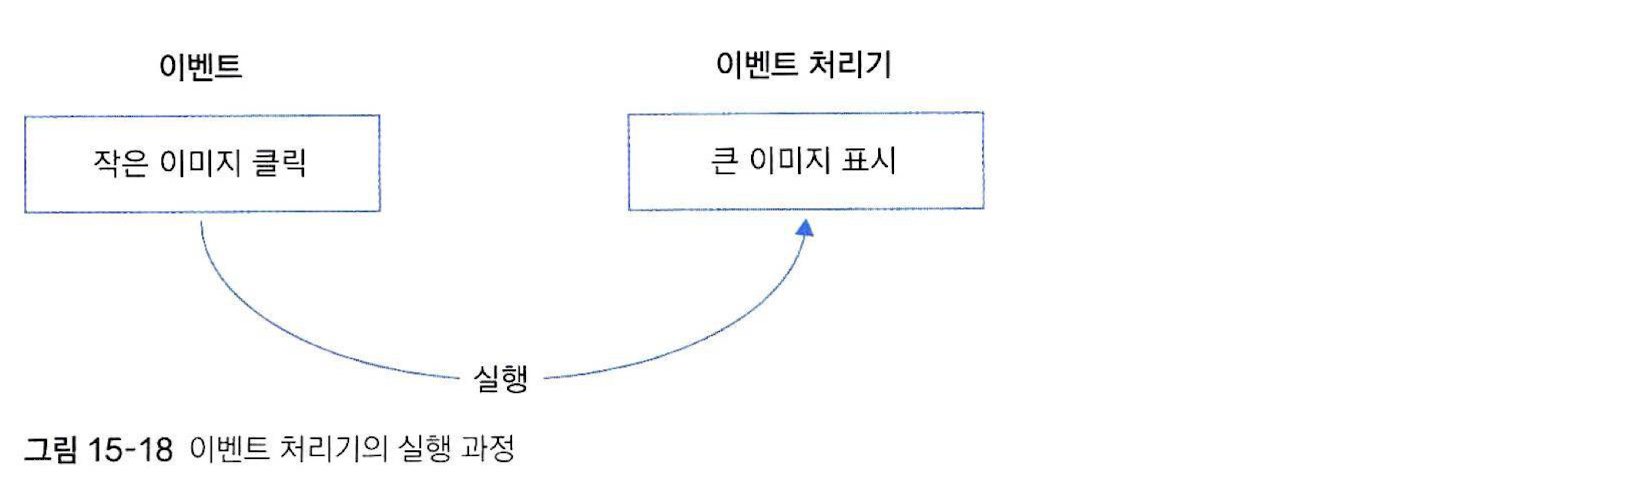 이벤트
이벤트 처리기
작은 이미지 클릭
큰 이미지 표시
실행
그림 15-18 이벤트 처리기의 실행 과정